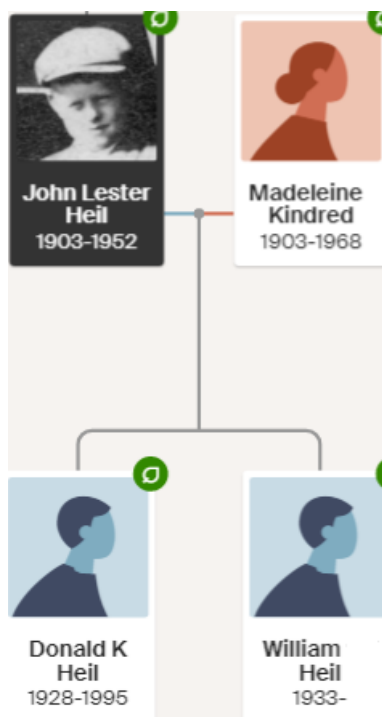 John Lester
Heil
1903-1952
Madeleine
Kindred
1903-1968
Donald K
Heil
1928-1995
William
Heil
1933-